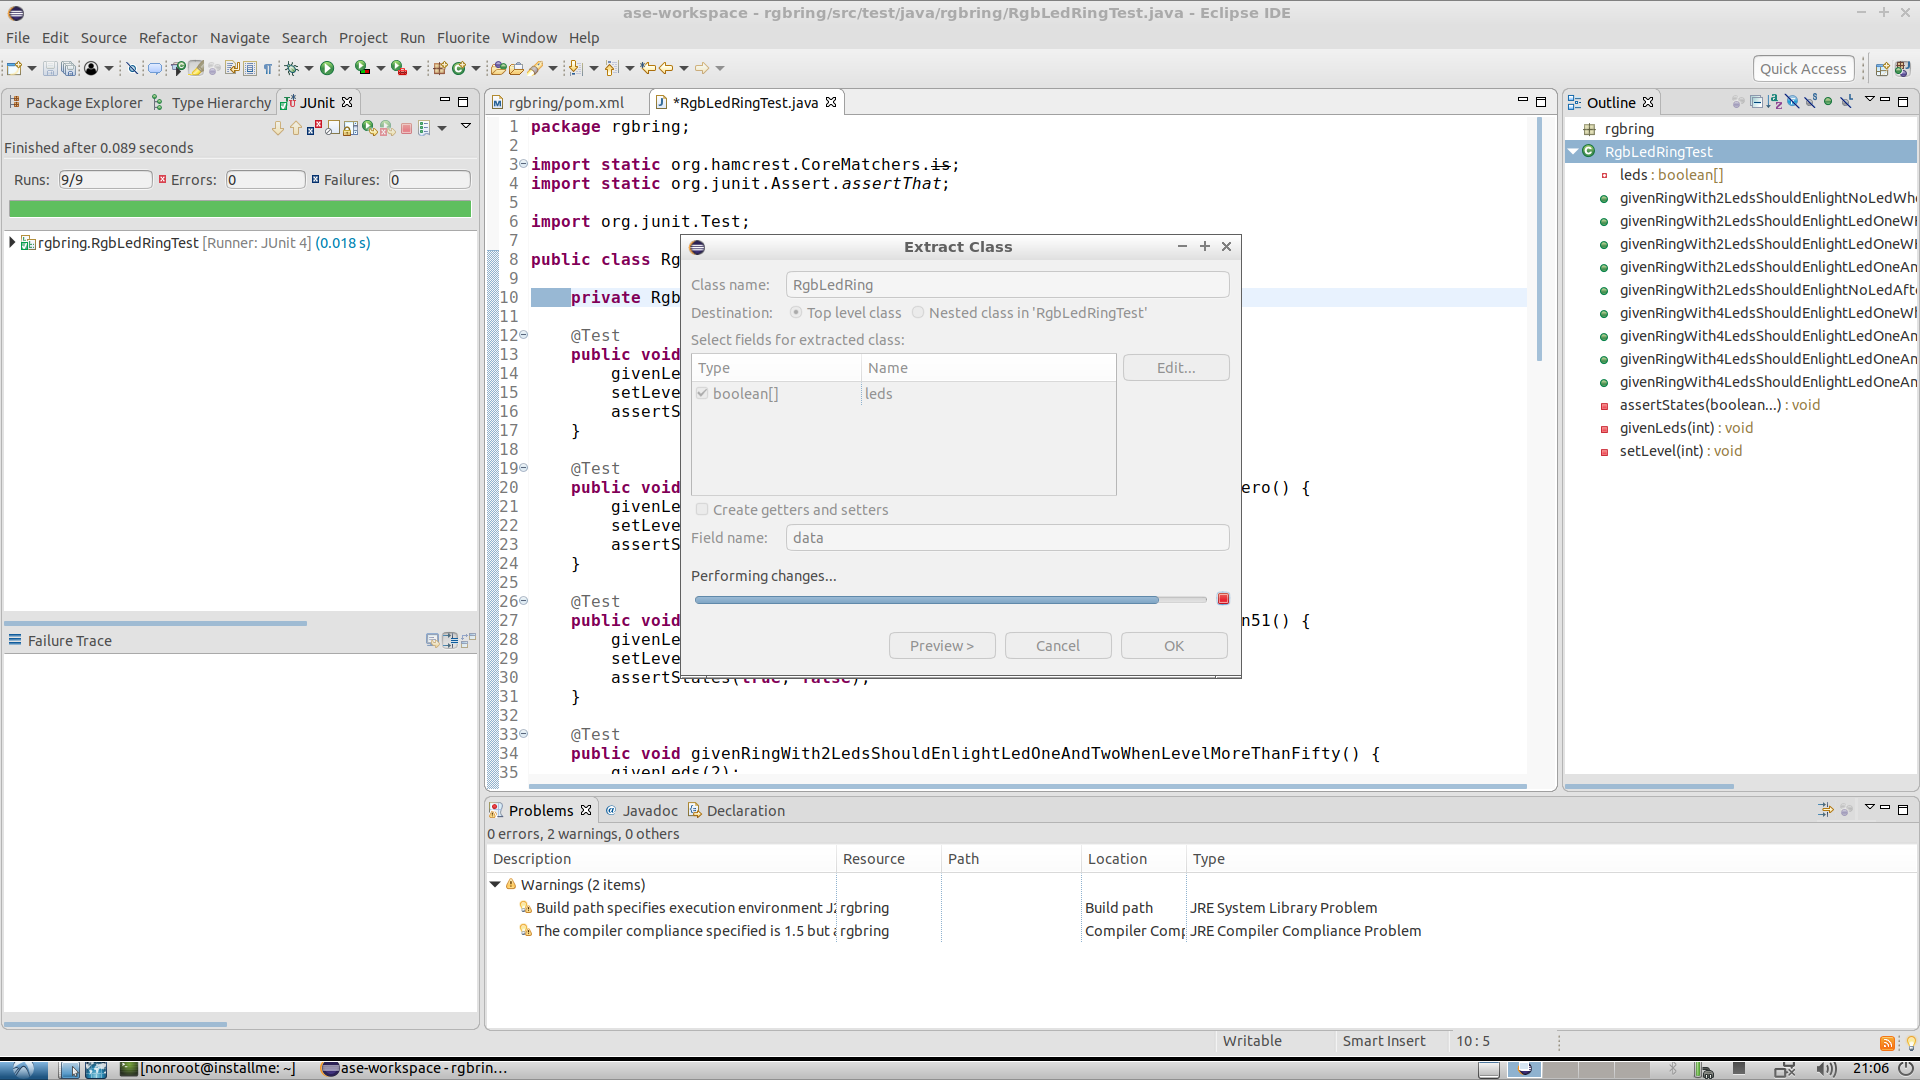 ase-workspace - rgbring/src/test/java/rgbring/RgbLedRingTest.java - Eclipse IDE
File Edit Source Refactor Navigate Search Project Run Fluorite Window Help
Quick Access
Package Explorer Type Hierarchy JUnit
Finished after 0.089 seconds
Runs: 9/9 Errors: 0 Failures: 0
rgbring.RgbLedRingTest [Runner: JUnit 4] (0.018 s)
Failure Trace
rgbring/pom.xml *RgbLedRingTest.java
1 package rgbring;
2
3 import static org.hamcrest.CoreMatchers.is;
4 import static org.junit.Assert.assertThat;
5
6 import org.junit.Test;
7
8 public class Rg
9
10 private Rgb
11
12 @Test
13 public void
14 givenLe
15 setLeve
16 assertS
17 }
18
19 @Test
20 public void ero() {
21 givenLe
22 setLeve
23 assertS
24 }
25
26 @Test
27 public void n51() {
28 givenLe
29 setLeve
30 assertStates(true, false);
31 }
32
33 @Test
34 public void givenRingWith2LedsShouldEnlightLedOneAndTwoWhenLevelMoreThanFifty() {
35 givenLeds(2);
Extract Class
Class name: RgbLedRing
Destination: Top level class Nested class in 'RgbLedRingTest'
Select fields for extracted class:
Type Name
boolean[] leds
Edit...
Create getters and setters
Field name: data
Performing changes...
Preview > Cancel OK
Outline
rgbring
RgbLedRingTest
leds : boolean[]
givenRingWith2LedsShouldEnlightNoLedWh
givenRingWith2LedsShouldEnlightLedOneW
givenRingWith2LedsShouldEnlightLedOneW
givenRingWith2LedsShouldEnlightLedOneAn
givenRingWith2LedsShouldEnlightNoLedAft
givenRingWith4LedsShouldEnlightLedOneWh
givenRingWith4LedsShouldEnlightLedOneAn
givenRingWith4LedsShouldEnlightLedOneAn
givenRingWith4LedsShouldEnlightLedOneAn
assertStates(boolean...) : void
givenLeds(int) : void
setLevel(int) : void
Problems Javadoc Declaration
0 errors, 2 warnings, 0 others
Description Resource Path Location Type
Warnings (2 items)
Build path specifies execution environment J2 rgbring Build path JRE System Library Problem
The compiler compliance specified is 1.5 but a rgbring Compiler Comp JRE Compiler Compliance Problem
Writable Smart Insert 10 : 5
[nonroot@installme: ~] ase-workspace - rgbrin... 21:06